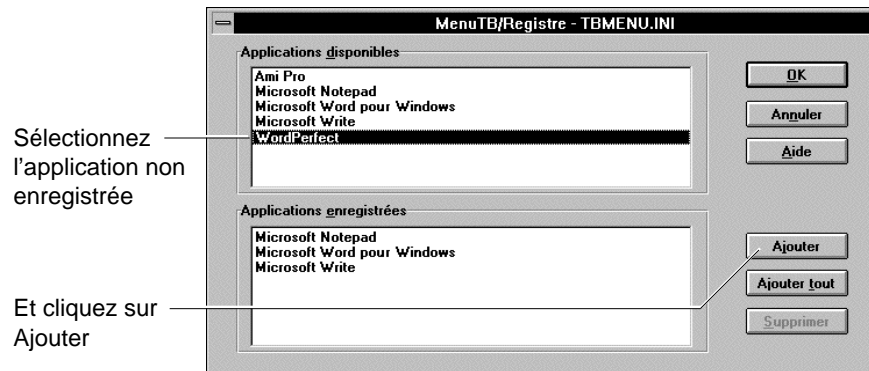 MenuTB/Registre - TBMENU.INI
Applications disponibles
Ami Pro
Microsoft Notepad
Microsoft Word pour Windows
Microsoft Write
WordPerfect
OK
Annuler
Aide
Sélectionnez
l'application non
enregistrée
Applications enregistrées
Microsoft Notepad
Microsoft Word pour Windows
Microsoft Write
Ajouter
Ajouter tout
Supprimer
Et cliquez sur
Ajouter